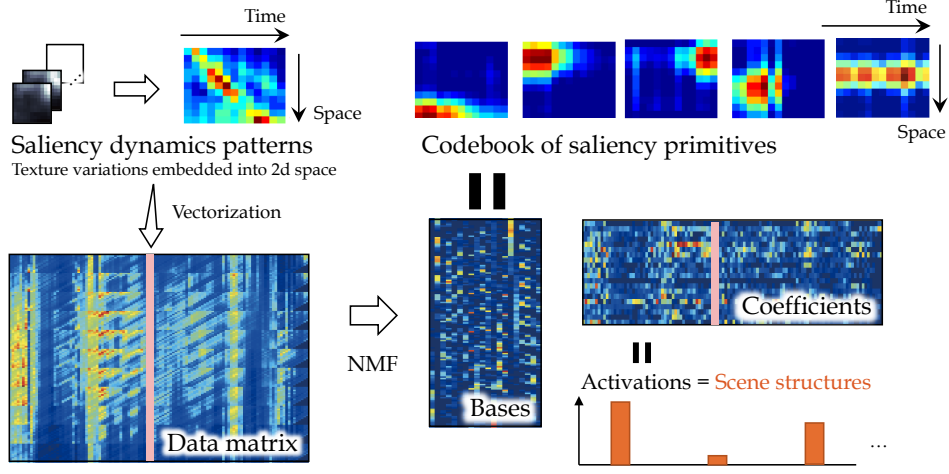 Time
Time
Space
Space
Saliency dynamics patterns
Texture variations embedded into 2d space
Codebook of saliency primitives
Vectorization
NMF
Data matrix
Bases
Coefficients
Activations = Scene structures
...